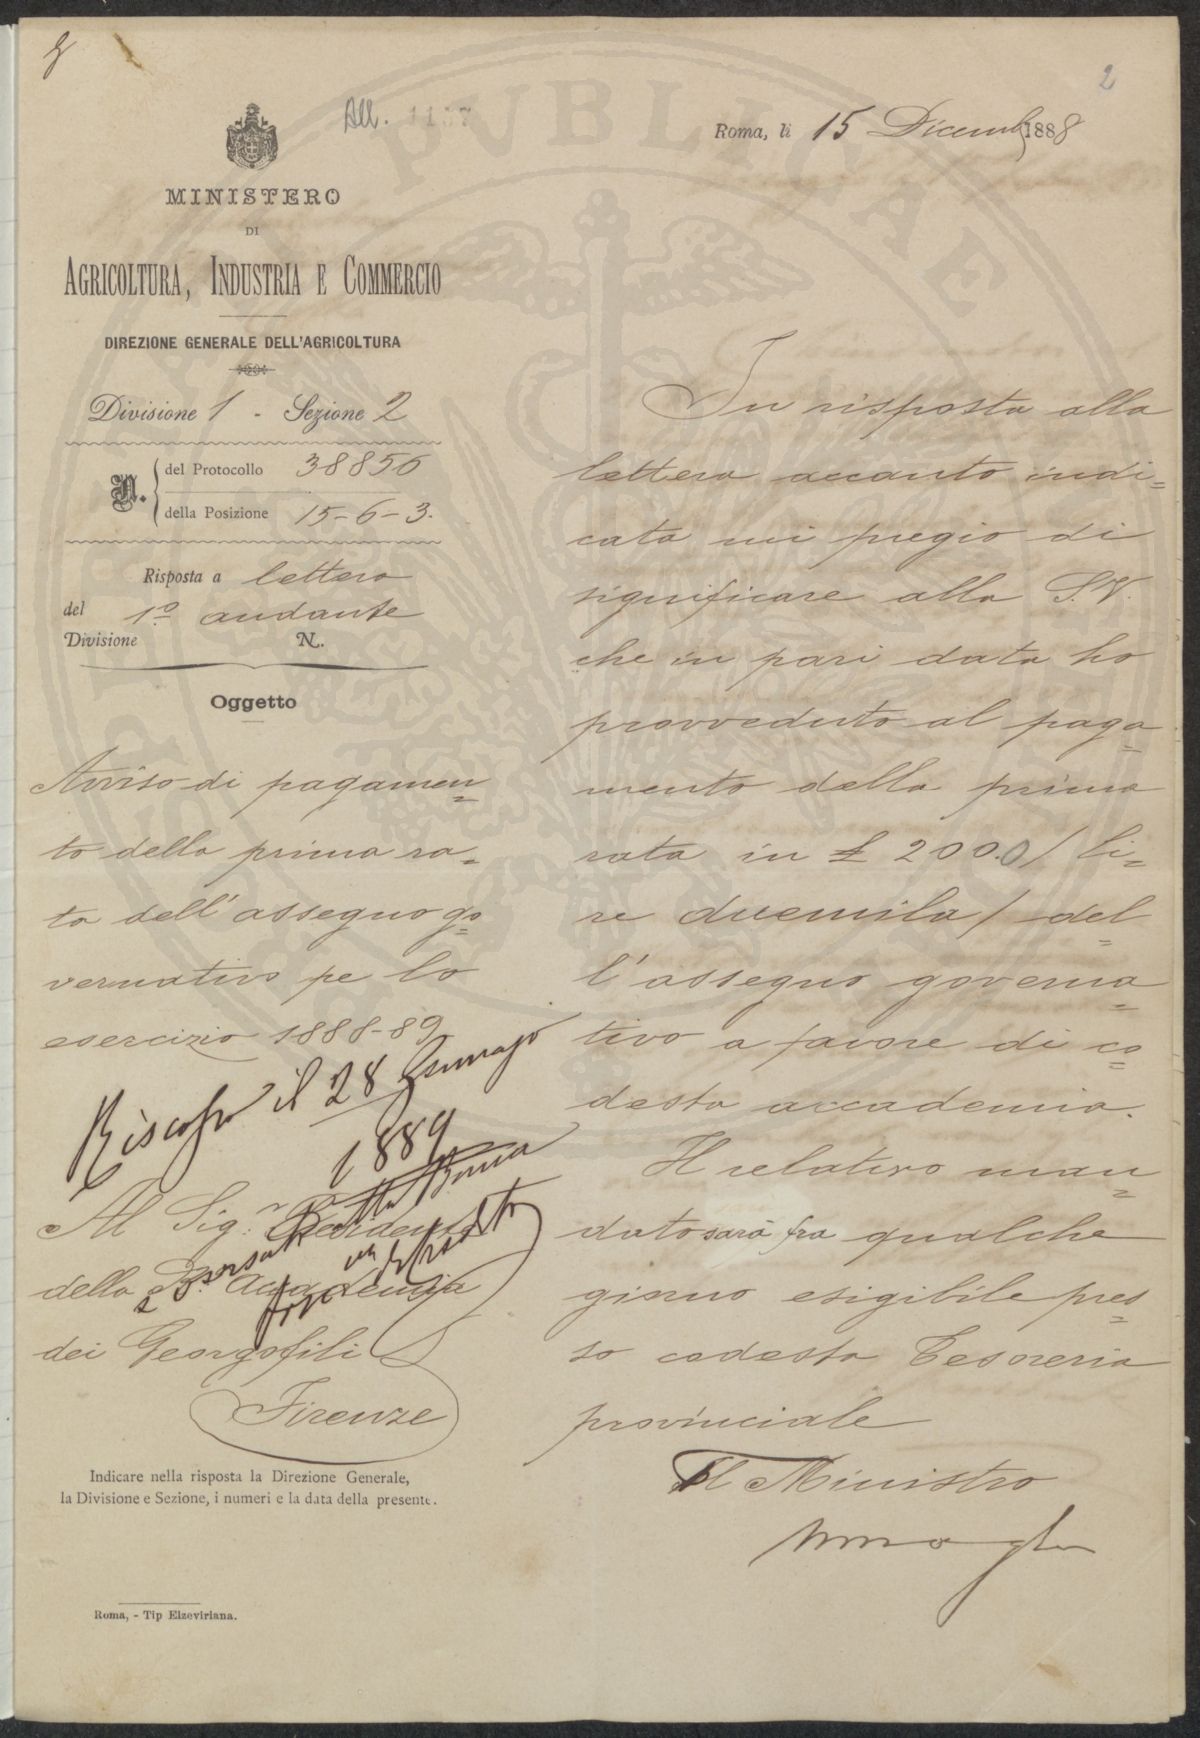 2
All. 1137
Roma, li 15 Dicemb 1888
MINISTERO
DI
AGRICOLTURA, INDUSTRIA E COMMERCIO
DIREZIONE GENERALE DELL'AGRICOLTURA
Divisione 1 - Sezione 2
N. del Protocollo 38856
della Posizione 15-6-3.
Risposta a lettera
del 1º andante
Divisione N.
Oggetto
Avviso di pagamen=
to della prima ra=
ta dell'assegno go=
vernativo pe lo
esercizio 1888-89
Riscosso il 28 Gennajo
1889
Al Sig.r Presidente
della R. Accademia
dei Georgofili
Firenze
Indicare nella risposta la Direzione Generale,
la Divisione e Sezione, i numeri e la data della presente.
Roma, - Tip Elzeviriana.
In risposta alla
lettera accanto indi=
cata mi pregio di
significare alla S.V.
che in pari data ho
provveduto al paga=
mento della prima
rata in £ 2000/ li=
re duemila/ del=
l'assegno governa=
tivo a favore di co=
desta accademia.
Il relativo man=
dato sarà fra qualche
giorno esigibile pres=
so codesta Tesoreria
provinciale
Il Ministro
PUBLICAE